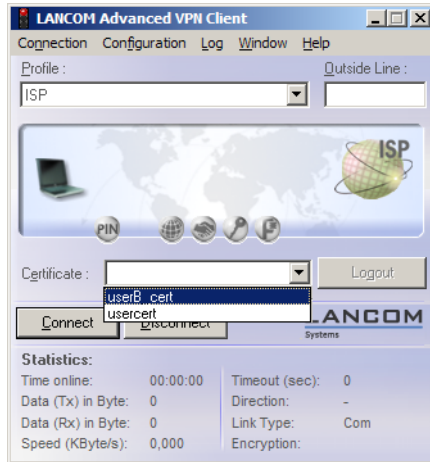 LANCOM Advanced VPN Client
Connection Configuration Log Window Help
Profile : Outside Line :
ISP
ISP
PIN
Certificate : Logout
userB_cert
usercert
Connect Disconnect LANCOM
Systems
Statistics:
Time online: 00:00:00 Timeout (sec): 0
Data (Tx) in Byte: 0 Direction: -
Data (Rx) in Byte: 0 Link Type: Com
Speed (KByte/s): 0,000 Encryption: